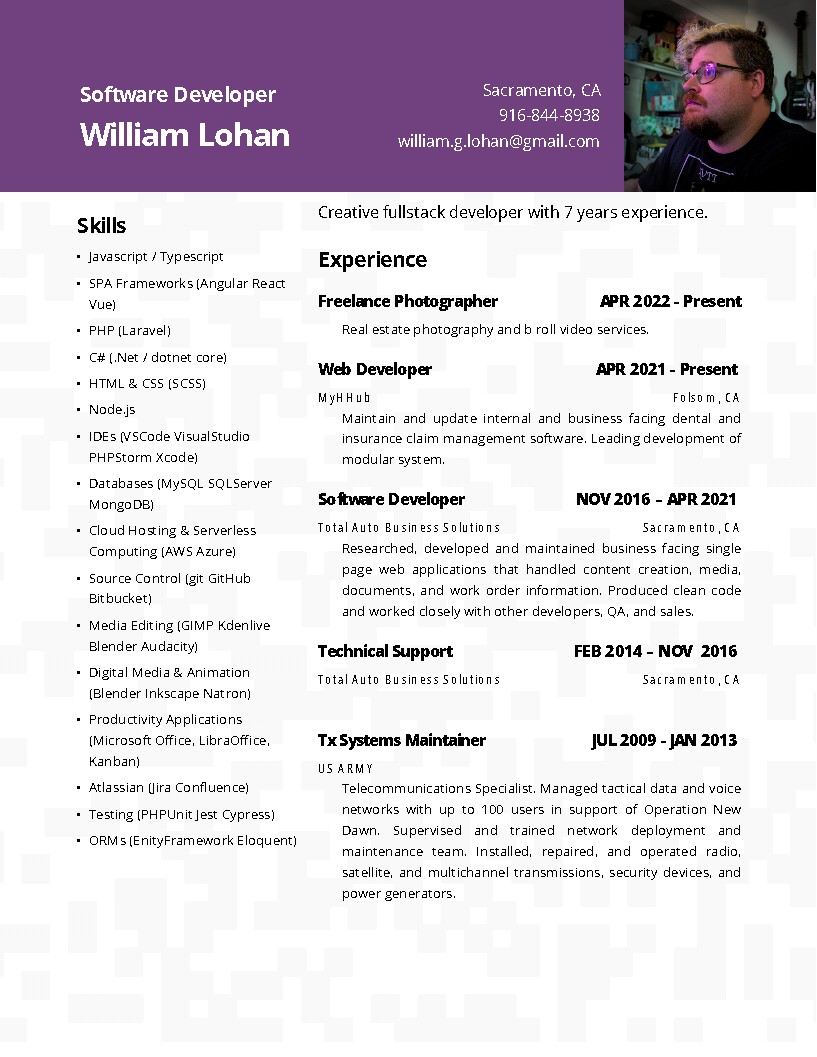 Software Developer
William Lohan
Sacramento, CA
916-844-8938
william.g.lohan@gmail.com
Skills
• Javascript / Typescript
• SPA Frameworks (Angular React
Vue)
• PHP (Laravel)
• C# (.Net / dotnet core)
• HTML & CSS (SCSS)
• Node.js
• IDEs (VSCode VisualStudio
PHPStorm Xcode)
• Databases (MySQL SQLServer
MongoDB)
• Cloud Hosting & Serverless
Computing (AWS Azure)
• Source Control (git GitHub
Bitbucket)
• Media Editing (GIMP Kdenlive
Blender Audacity)
• Digital Media & Animation
(Blender Inkscape Natron)
• Productivity Applications
(Microsoft Office, LibraOffice,
Kanban)
• Atlassian (Jira Confluence)
• Testing (PHPUnit Jest Cypress)
• ORMs (EnityFramework Eloquent)
Creative fullstack developer with 7 years experience.
Experience
Freelance Photographer APR 2022 - Present
Real estate photography and b roll video services.
Web Developer APR 2021 - Present
MyHHub Folsom, CA
Maintain and update internal and business facing dental and
insurance claim management software. Leading development of
modular system.
Software Developer NOV 2016 – APR 2021
Total Auto Business Solutions Sacramento, CA
Researched, developed and maintained business facing single
page web applications that handled content creation, media,
documents, and work order information. Produced clean code
and worked closely with other developers, QA, and sales.
Technical Support FEB 2014 – NOV 2016
Total Auto Business Solutions Sacramento, CA
Tx Systems Maintainer JUL 2009 - JAN 2013
US ARMY
Telecommunications Specialist. Managed tactical data and voice
networks with up to 100 users in support of Operation New
Dawn. Supervised and trained network deployment and
maintenance team. Installed, repaired, and operated radio,
satellite, and multichannel transmissions, security devices, and
power generators.